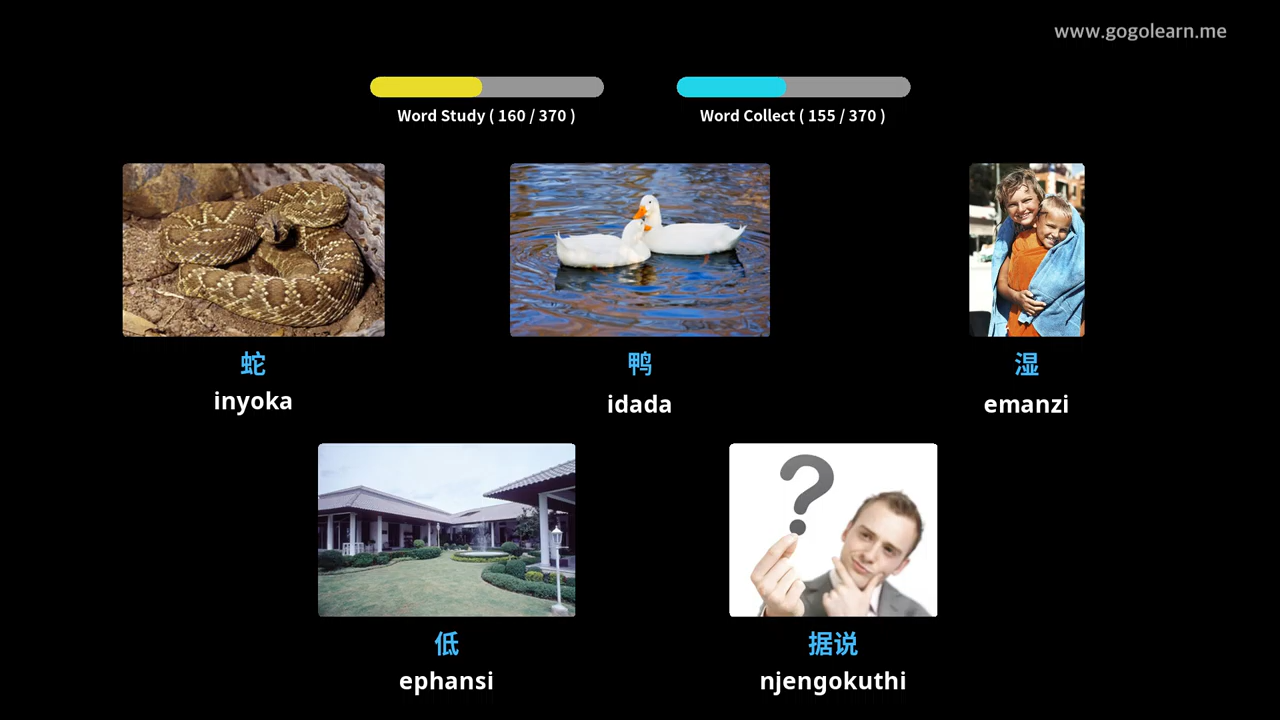 www.gogolearn.me
Word Study ( 160 / 370 )
Word Collect ( 155 / 370 )
蛇
inyoka
鸭
idada
湿
emanzi
低
ephansi
据说
njengokuthi